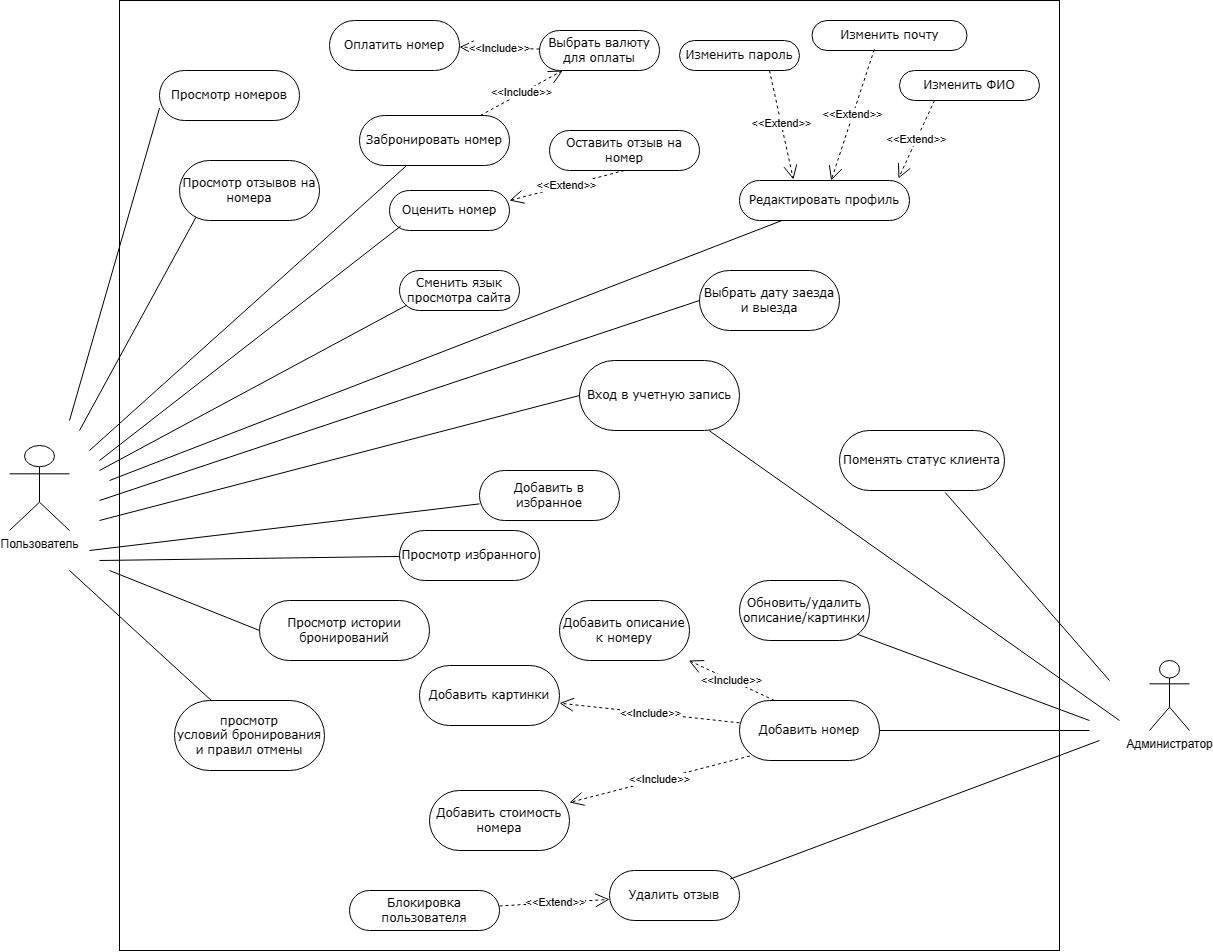 Изменить почту
Оплатить номер
<<Include>>
Выбрать валюту
для оплаты
Изменить пароль
Изменить ФИО
Просмотр номеров
<<Include>>
<<Extend>>
<<Extend>>
<<Extend>>
Забронировать номер
Оставить отзыв на
номер
Просмотр отзывов на
номера
<<Extend>>
Оценить номер
Редактировать профиль
Сменить язык
просмотра сайта
Выбрать дату заезда
и выезда
Вход в учетную запись
Поменять статус клиента
Добавить в
избранное
Пользователь
Просмотр избранного
Просмотр истории
бронирований
Добавить описание
к номеру
Обновить/удалить
описание/картинки
<<Include>>
Добавить картинки
<<Include>>
просмотр
условий бронирования
и правил отмены
Добавить номер
Администратор
<<Include>>
Добавить стоимость
номера
Блокировка
пользователя
<<Extend>>
Удалить отзыв